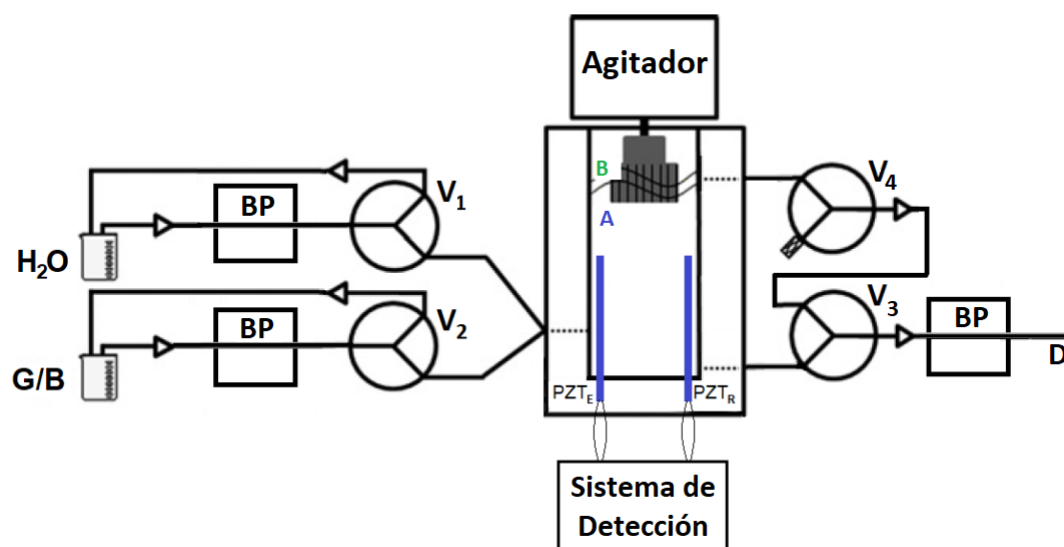 Agitador
B
A
BP
V1
H2O
BP
V2
G/B
V4
V3
BP
D
PZTE
PZTR
Sistema de
Detección